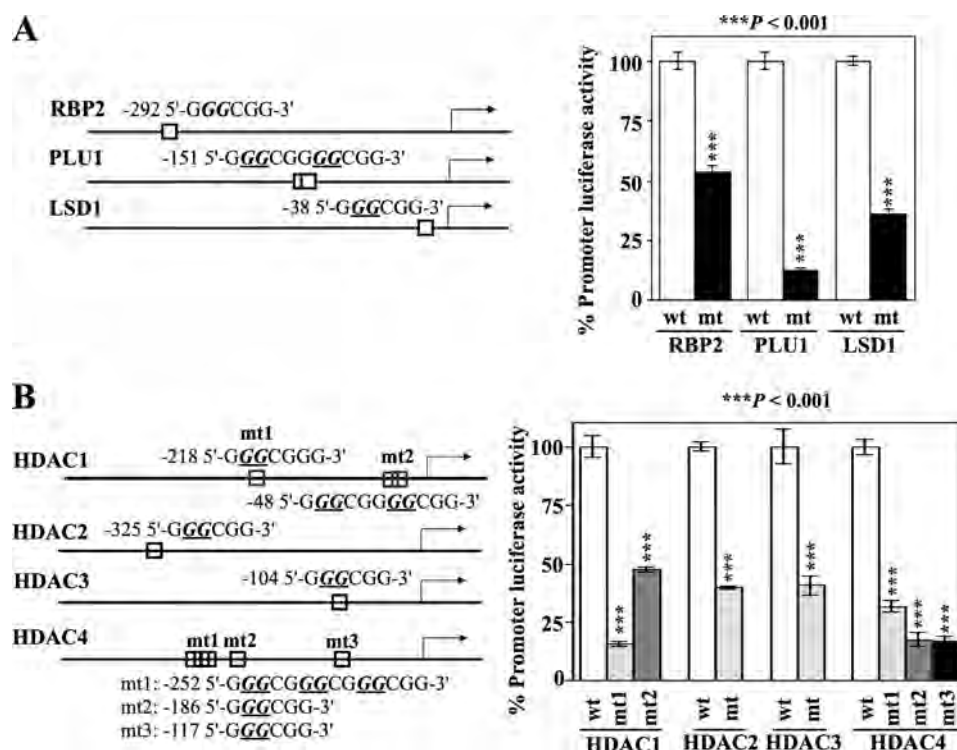 A
RBP2
-292 5'-GGGCGG-3'
PLU1
-151 5'-GGGCGGGGCGG-3'
LSD1
-38 5'-GGGCGG-3'
***P < 0.001
% Promoter luciferase activity
100
75
50
25
0
***
***
***
wt mt wt mt wt mt
RBP2 PLU1 LSD1
B
mt1
HDAC1
-218 5'-GGGCGGG-3'
mt2
-48 5'-GGGCGGGGCGG-3'
HDAC2
-325 5'-GGGCGG-3'
HDAC3
-104 5'-GGGCGG-3'
HDAC4
mt1 mt2 mt3
mt1: -252 5'-GGGCGGGCGGGCGG-3'
mt2: -186 5'-GGGCGG-3'
mt3: -117 5'-GGGCGG-3'
***P < 0.001
% Promoter luciferase activity
100
75
50
25
0
***
***
***
***
***
***
***
wt mt1 mt2 wt mt wt mt wt mt1 mt2 mt3
HDAC1 HDAC2 HDAC3 HDAC4